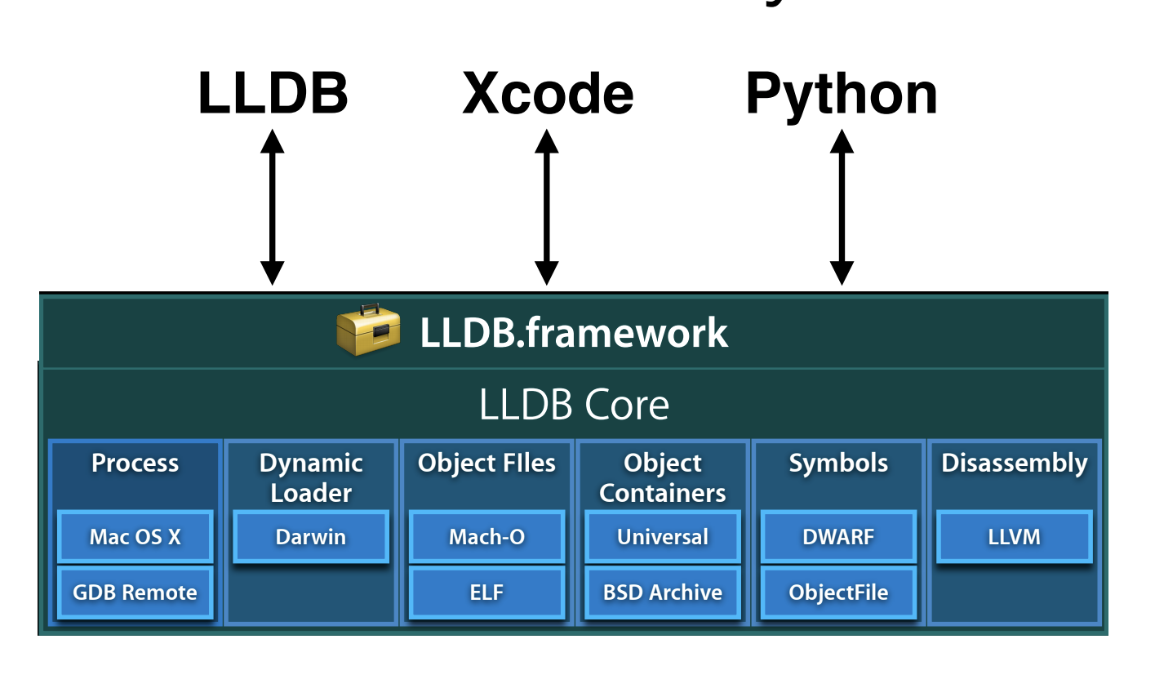 LLDB Xcode Python
LLDB.framework
LLDB Core
Process
Dynamic
Loader
Object FIles
Object
Containers
Symbols
Disassembly
Mac OS X
Darwin
Mach-O
Universal
DWARF
LLVM
GDB Remote
ELF
BSD Archive
ObjectFile